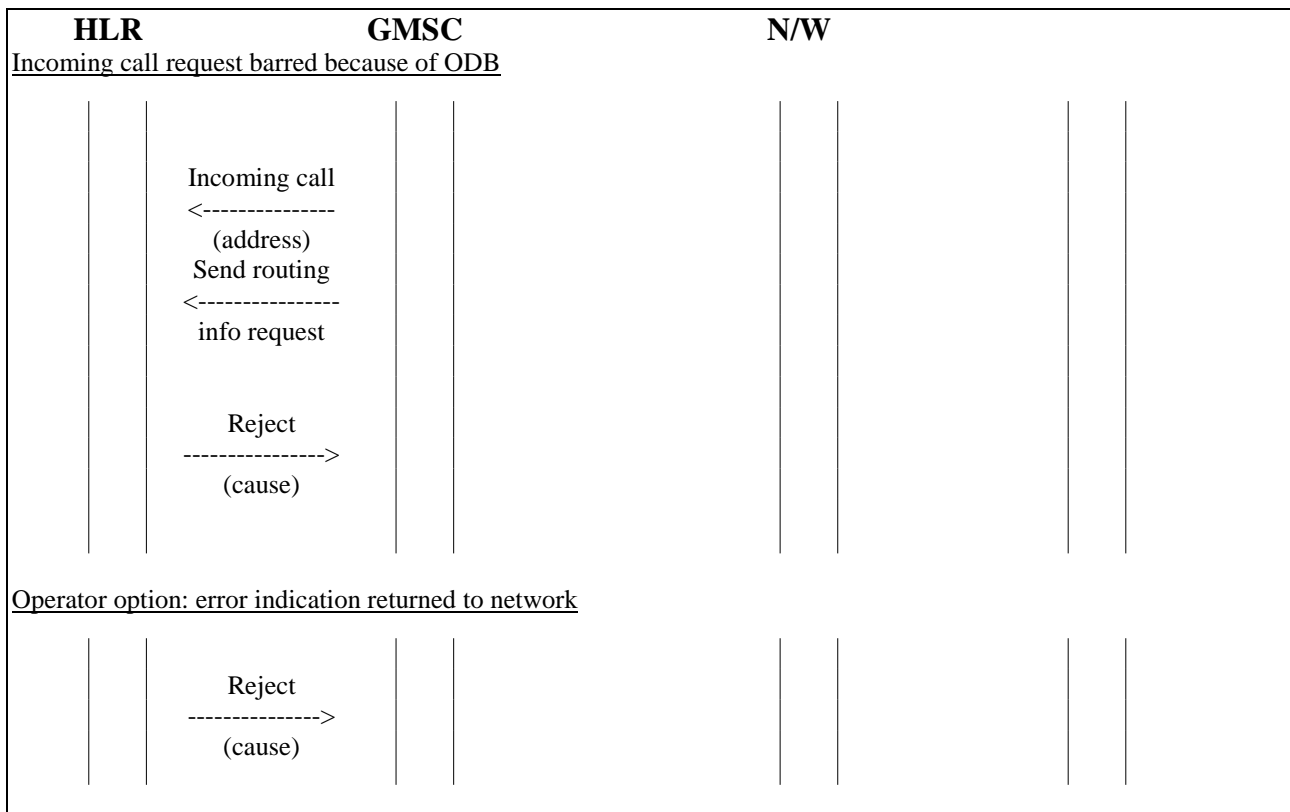 HLR GMSC N/W
Incoming call request barred because of ODB
Incoming call
<---------------
(address)
Send routing
<----------------
info request
Reject
---------------->
(cause)
Operator option: error indication returned to network
Reject
--------------->
(cause)